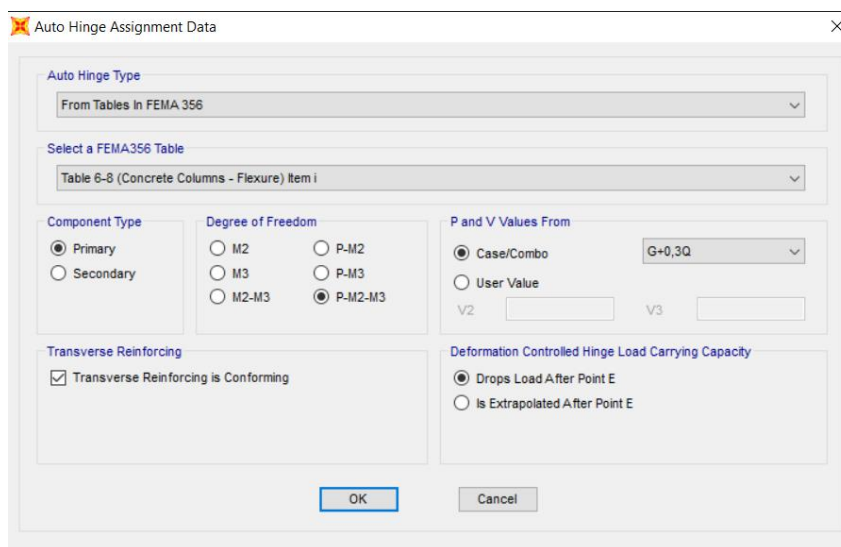 Auto Hinge Assignment Data
Auto Hinge Type
From Tables In FEMA 356
Select a FEMA356 Table
Table 6-8 (Concrete Columns - Flexure) Item i
Component Type
Primary
Secondary
Degree of Freedom
M2
P-M2
M3
P-M3
M2-M3
P-M2-M3
P and V Values From
Case/Combo
G+0,3Q
User Value
V2
V3
Transverse Reinforcing
Transverse Reinforcing is Conforming
Deformation Controlled Hinge Load Carrying Capacity
Drops Load After Point E
Is Extrapolated After Point E
OK
Cancel